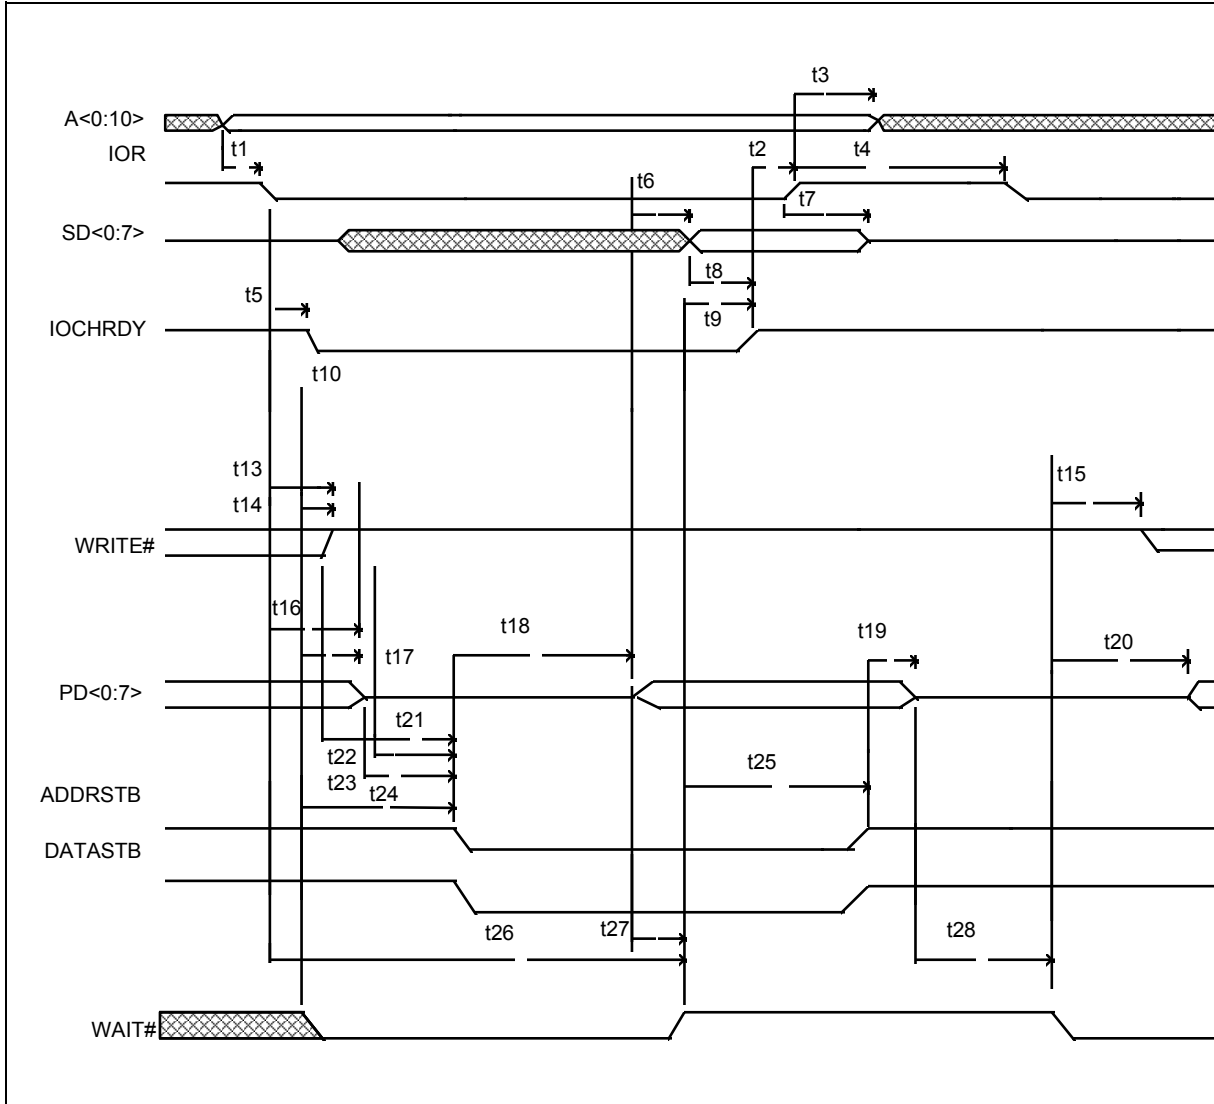 t3
A<0:10>
IOR
t1
t2
t4
t6
t7
SD<0:7>
t8
t5
t9
IOCHRDY
t10
t13
t15
t14
WRITE#
t16
t18
t19
t20
t17
PD<0:7>
t21
t22
t25
t23
t24
ADDRSTB
DATASTB
t26
t27
t28
WAIT#